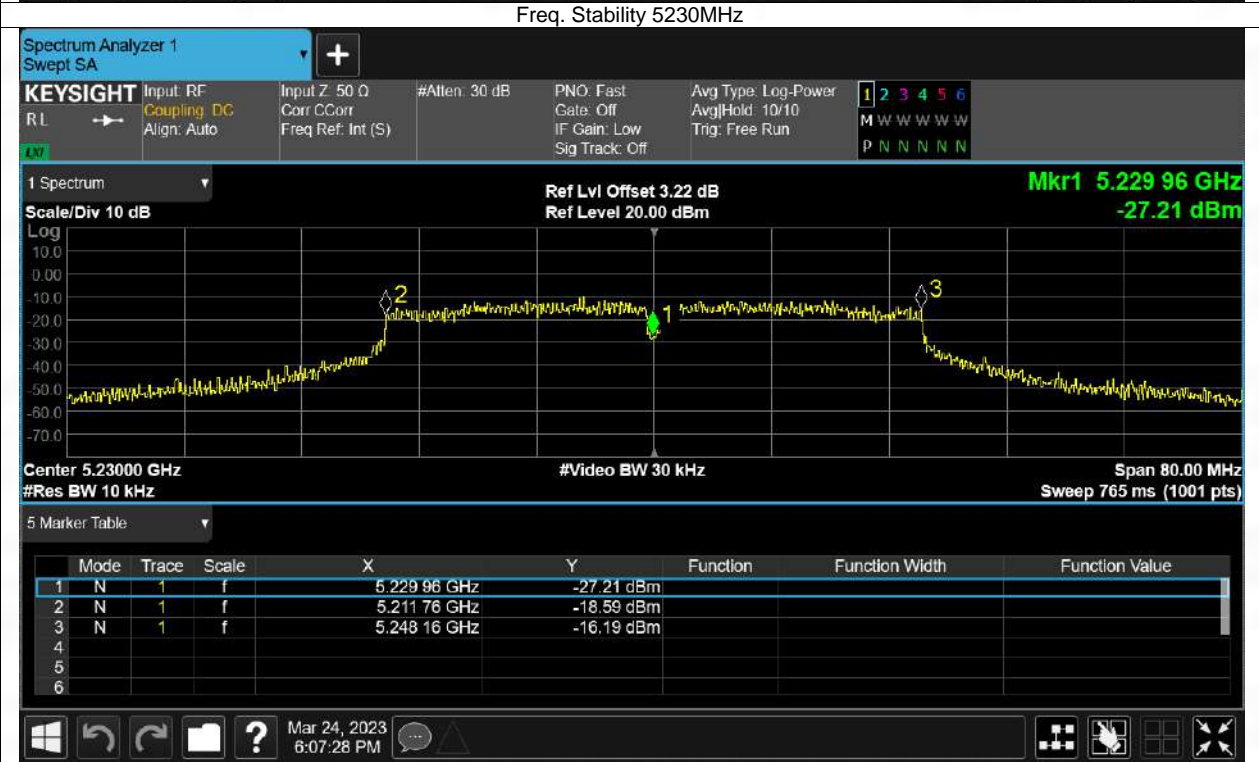 Freq. Stability 5230MHz
Spectrum Analyzer 1
Swept SA
+
KEYSIGHT Input: RF Input Z: 50 Ω #Atten: 30 dB PNO: Fast Avg Type: Log-Power 1 2 3 4 5 6
RL Coupling: DC Corr CCorr Gate: Off Avg|Hold: 10/10 M W W W W W
Align: Auto Freq Ref: Int (S) IF Gain: Low Trig: Free Run
LXI Sig Track: Off P N N N N N
1 Spectrum Ref Lvl Offset 3.22 dB Mkr1 5.229 96 GHz
Scale/Div 10 dB Ref Level 20.00 dBm -27.21 dBm
Log
10.0
0.00
-10.0
-20.0
-30.0
-40.0
-50.0
-60.0
-70.0
2
1
3
Center 5.23000 GHz #Video BW 30 kHz Span 80.00 MHz
#Res BW 10 kHz Sweep 765 ms (1001 pts)
5 Marker Table
Mode Trace Scale X Y Function Function Width Function Value
1 N 1 f 5.229 96 GHz -27.21 dBm
2 N 1 f 5.211 76 GHz -18.59 dBm
3 N 1 f 5.248 16 GHz -16.19 dBm
4
5
6
? Mar 24, 2023
6:07:28 PM